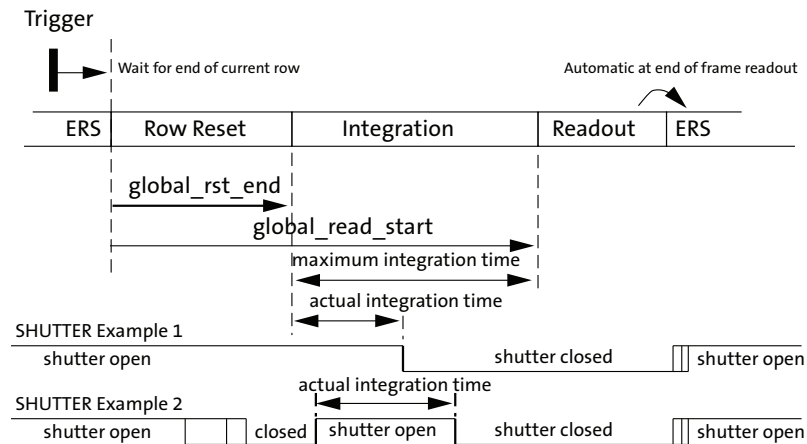 Trigger
Wait for end of current row
Automatic at end of frame readout
ERS Row Reset Integration Readout ERS
global_rst_end
global_read_start
maximum integration time
actual integration time
SHUTTER Example 1
shutter open shutter closed shutter open
actual integration time
SHUTTER Example 2
shutter open closed shutter open shutter closed shutter open